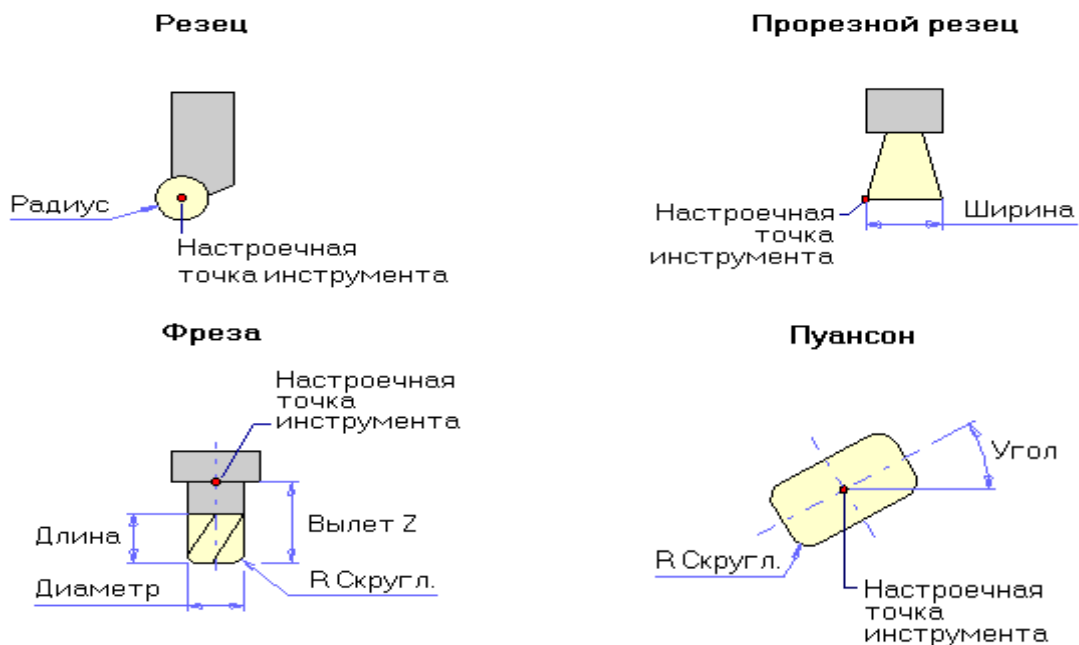 Резец
Прорезной резец
Радиус
Настроечная
точка инструмента
Настроечная
точка
инструмента
Ширина
Фреза
Пуансон
Настроечная
точка
инструмента
Длина
Вылет Z
Диаметр
R Скругл.
Угол
R Скругл.
Настроечная
точка
инструмента